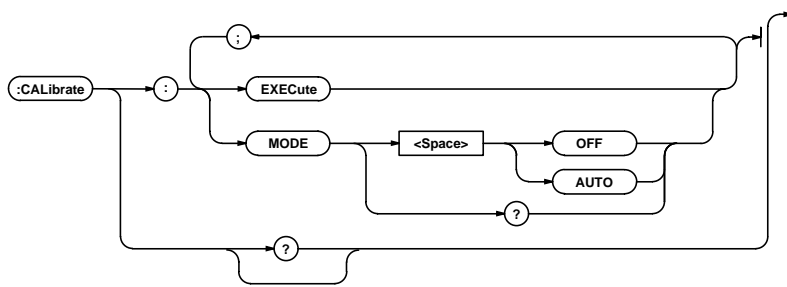 ;
:CALibrate
:
EXECute
MODE
<Space>
OFF
AUTO
?
?